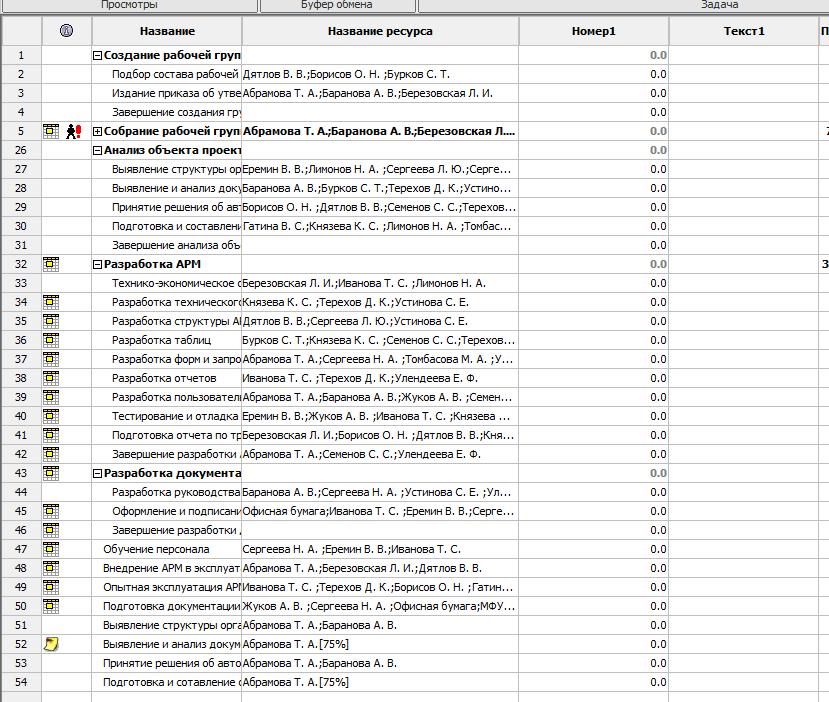 Просмотры Буфер обмена Задача
Название Название ресурса Номер1 Текст1 П
1 Создание рабочей груп 0.0
2 Подбор состава рабочей Дятлов В. В.;Борисов О. Н. ;Бурков С. Т. 0.0
3 Издание приказа об утве Абрамова Т. А.;Баранова А. В.;Березовская Л. И. 0.0
4 Завершение создания гру 0.0
5 Собрание рабочей груп Абрамова Т. А.;Баранова А. В.;Березовская Л.... 0.0
26 Анализ объекта проект 0.0
27 Выявление структуры ор Еремин В. В.;Лимонов Н. А. ;Сергеева Л. Ю.;Серге... 0.0
28 Выявление и анализ доку Баранова А. В.;Бурков С. Т.;Терехов Д. К.;Устино... 0.0
29 Принятие решения об авт Борисов О. Н. ;Дятлов В. В.;Семенов С. С.;Терехов... 0.0
30 Подготовка и составлени Гатина В. С.;Князева К. С. ;Лимонов Н. А. ;Томбас... 0.0
31 Завершение анализа объ 0.0
32 Разработка АРМ 0.0 3
33 Технико-экономическое о Березовская Л. И.;Иванова Т. С. ;Лимонов Н. А. 0.0
34 Разработка технического Князева К. С. ;Терехов Д. К.;Устинова С. Е. 0.0
35 Разработка структуры АР Дятлов В. В.;Сергеева Л. Ю.;Устинова С. Е. 0.0
36 Разработка таблиц Бурков С. Т.;Князева К. С. ;Семенов С. С.;Терехов... 0.0
37 Разработка форм и запро Абрамова Т. А.;Сергеева Н. А. ;Томбасова М. А. ;У... 0.0
38 Разработка отчетов Иванова Т. С. ;Терехов Д. К.;Улендеева Е. Ф. 0.0
39 Разработка пользователь Абрамова Т. А.;Баранова А. В.;Жуков А. В. ;Семен... 0.0
40 Тестирование и отладка Еремин В. В.;Жуков А. В. ;Иванова Т. С. ;Князева ... 0.0
41 Подготовка отчета по тр Березовская Л. И.;Борисов О. Н. ;Дятлов В. В.;Кня... 0.0
42 Завершение разработки Абрамова Т. А.;Семенов С. С.;Улендеева Е. Ф. 0.0
43 Разработка документа 0.0
44 Разработка руководства Баранова А. В.;Сергеева Н. А. ;Устинова С. Е. ;Ул... 0.0
45 Оформление и подписани Офисная бумага;Иванова Т. С. ;Еремин В. В.;Серге... 0.0
46 Завершение разработки 0.0
47 Обучение персонала Сергеева Н. А. ;Еремин В. В.;Иванова Т. С. 0.0
48 Внедрение АРМ в эксплуат Абрамова Т. А.;Березовская Л. И.;Дятлов В. В. 0.0
49 Опытная эксплуатация АРМ Иванова Т. С. ;Терехов Д. К.;Борисов О. Н. ;Гатин... 0.0
50 Подготовка документации Жуков А. В. ;Сергеева Н. А. ;Офисная бумага;МФУ... 0.0
51 Выявление структуры орга Абрамова Т. А.;Баранова А. В. 0.0
52 Выявление и анализ докум Абрамова Т. А.[75%] 0.0
53 Принятие решения об авто Абрамова Т. А.;Баранова А. В. 0.0
54 Подготовка и сотавление Абрамова Т. А.[75%] 0.0